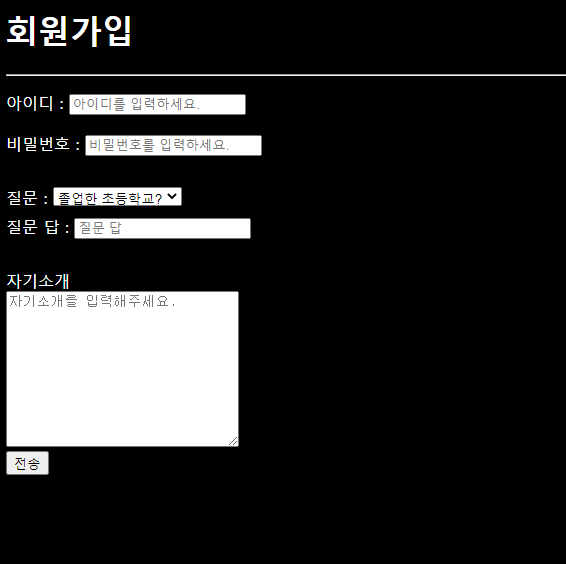 회원가입
아이디 : 아이디를 입력하세요.
비밀번호 : 비밀번호를 입력하세요.
질문 : 졸업한 초등학교?
질문 답 : 질문 답
자기소개
자기소개를 입력해주세요.
전송